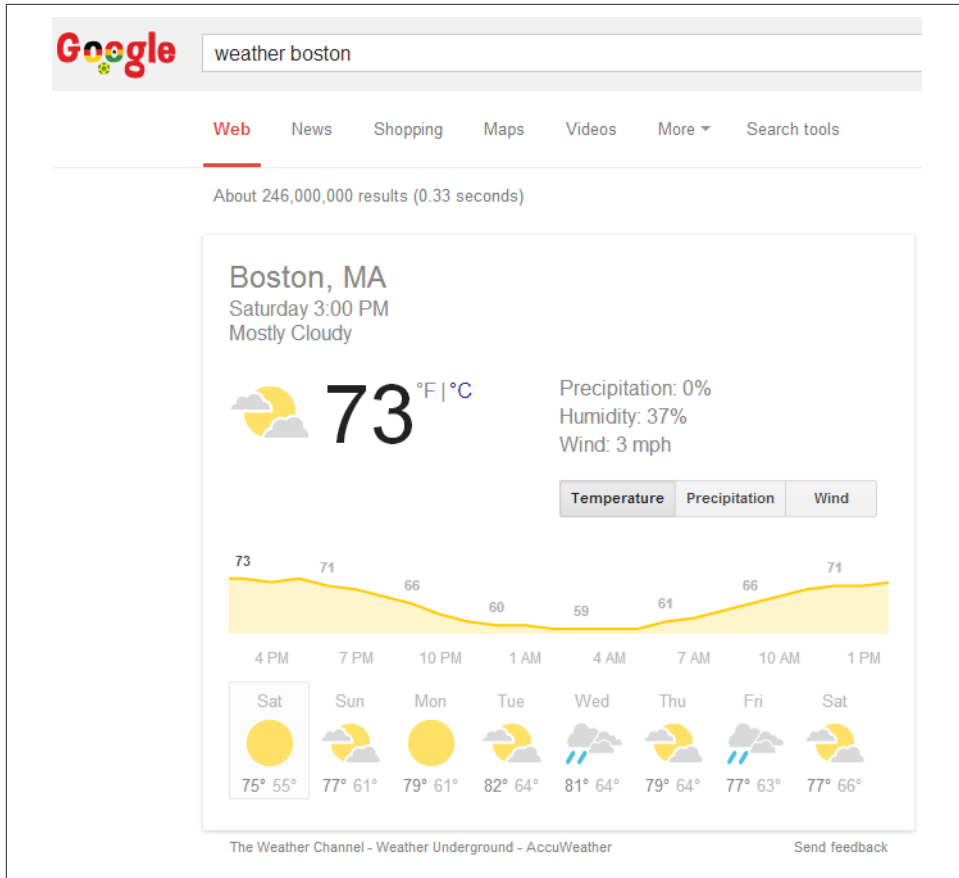 Google
weather boston
Web News Shopping Maps Videos More Search tools
About 246,000,000 results (0.33 seconds)
Boston, MA
Saturday 3:00 PM
Mostly Cloudy
73 °F | °C
Precipitation: 0%
Humidity: 37%
Wind: 3 mph
Temperature Precipitation Wind
73 71 66 60 59 61 66 71
4 PM 7 PM 10 PM 1 AM 4 AM 7 AM 10 AM 1 PM
Sat Sun Mon Tue Wed Thu Fri Sat
75° 55° 77° 61° 79° 61° 82° 64° 81° 64° 79° 64° 77° 63° 77° 66°
The Weather Channel - Weather Underground - AccuWeather Send feedback